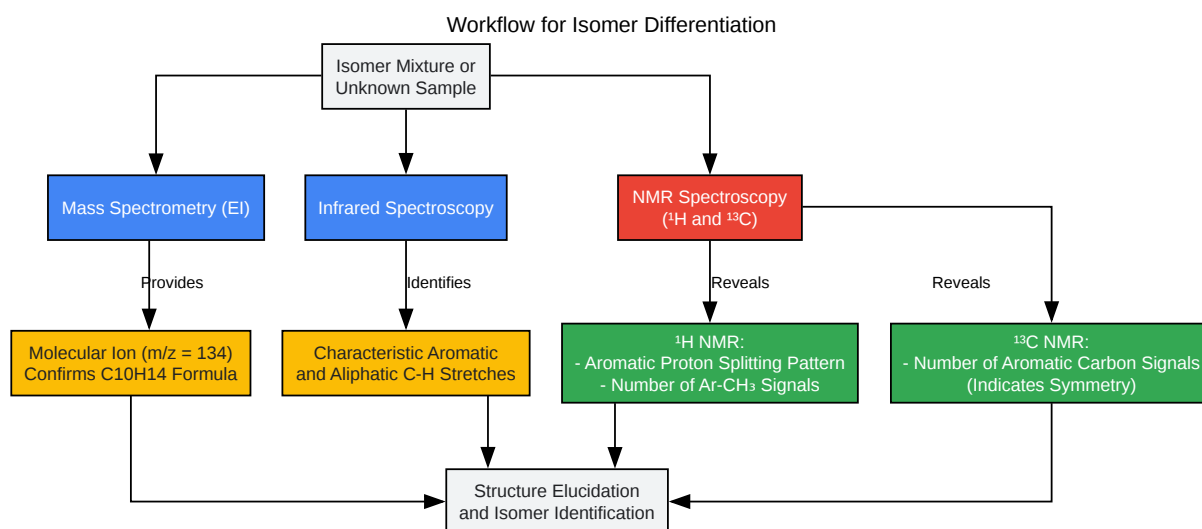 Workflow for Isomer Differentiation
Isomer Mixture or
Unknown Sample
Mass Spectrometry (EI)
Infrared Spectroscopy
NMR Spectroscopy
(¹H and ¹³C)
Provides
Identifies
Reveals
Reveals
Molecular Ion (m/z = 134)
Confirms C10H14 Formula
Characteristic Aromatic
and Aliphatic C-H Stretches
¹H NMR:
- Aromatic Proton Splitting Pattern
- Number of Ar-CH₃ Signals
¹³C NMR:
- Number of Aromatic Carbon Signals
(Indicates Symmetry)
Structure Elucidation
and Isomer Identification